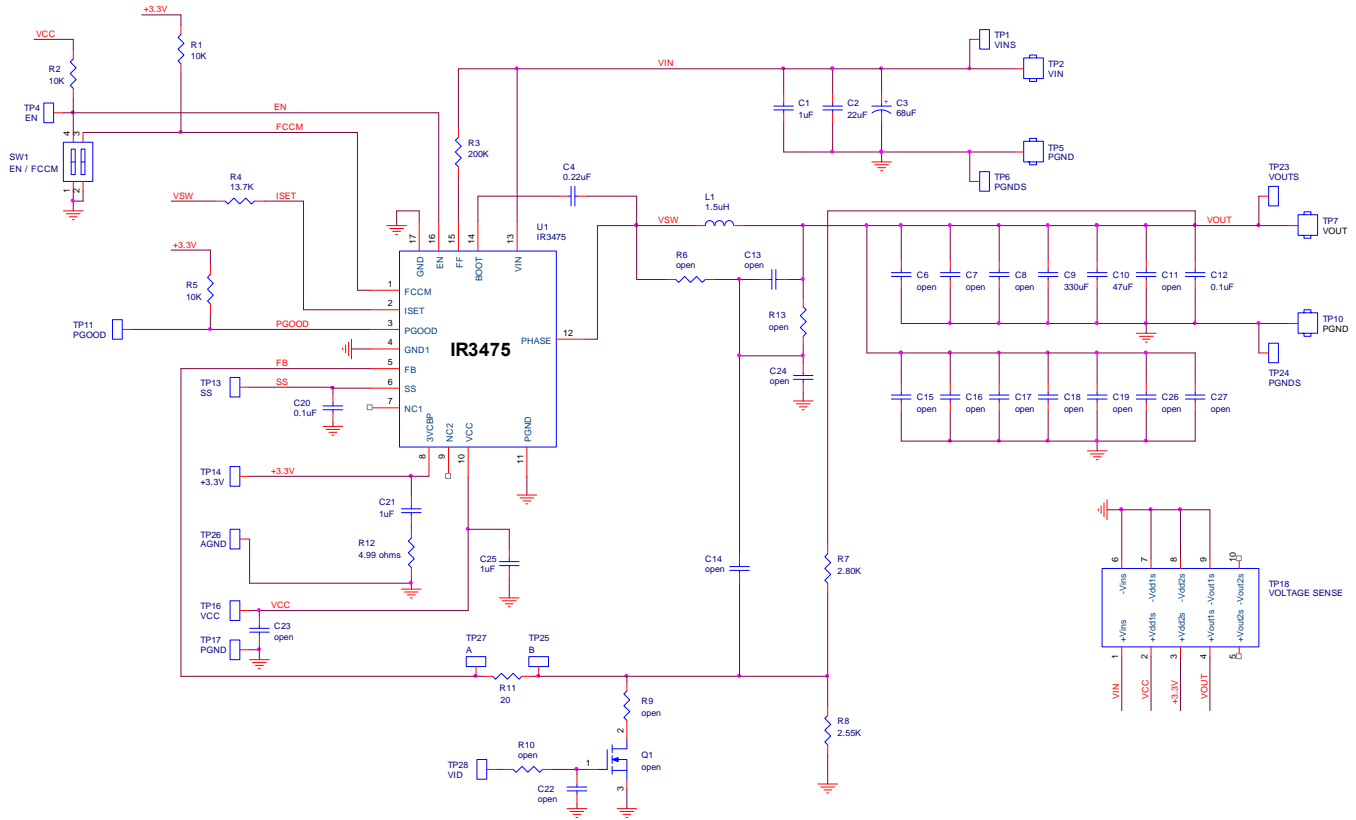 +3.3V
VCC
R1
10K
R2
10K
TP4
EN
EN
FCCM
4
3
SW1
EN / FCCM
1
2
R4
13.7K
VSW
ISET
+3.3V
R5
10K
TP11
PGOOD
PGOOD
FB
TP13
SS
SS
C20
0.1uF
TP14
+3.3V
+3.3V
C21
1uF
R12
4.99 ohms
TP26
AGND
TP16
VCC
VCC
C23
open
TP17
PGND
C25
1uF
R3
200K
C4
0.22uF
U1
IR3475
17
16
15
14
13
GND
EN
FF
BOOT
VIN
1
FCCM
2
ISET
3
PGOOD
4
GND1
5
FB
6
SS
7
NC1
IR3475
PHASE
12
3VCBP
NC2
VCC
PGND
8
9
10
11
VIN
C1
1uF
C2
22uF
+
C3
68uF
TP1
VINS
TP2
VIN
TP5
PGND
TP6
PGNDS
VSW
L1
1.5uH
R6
open
C13
open
R13
open
C24
open
VOUT
TP23
VOUTS
TP7
VOUT
C6
open
C7
open
C8
open
C9
330uF
C10
47uF
C11
open
C12
0.1uF
TP10
PGND
TP24
PGNDS
C15
open
C16
open
C17
open
C18
open
C19
open
C26
open
C27
open
C14
open
R7
2.80K
R8
2.55K
TP27
A
TP25
B
R11
20
R9
open
2
Q1
open
1
3
R10
open
TP28
VID
C22
open
6
7
8
9
10
-Vins
-Vdd1s
-Vdd2s
-Vout1s
-Vout2s
+Vins
+Vdd1s
+Vdd2s
+Vout1s
+Vout2s
1
2
3
4
5
VIN
VCC
+3.3V
VOUT
TP18
VOLTAGE SENSE